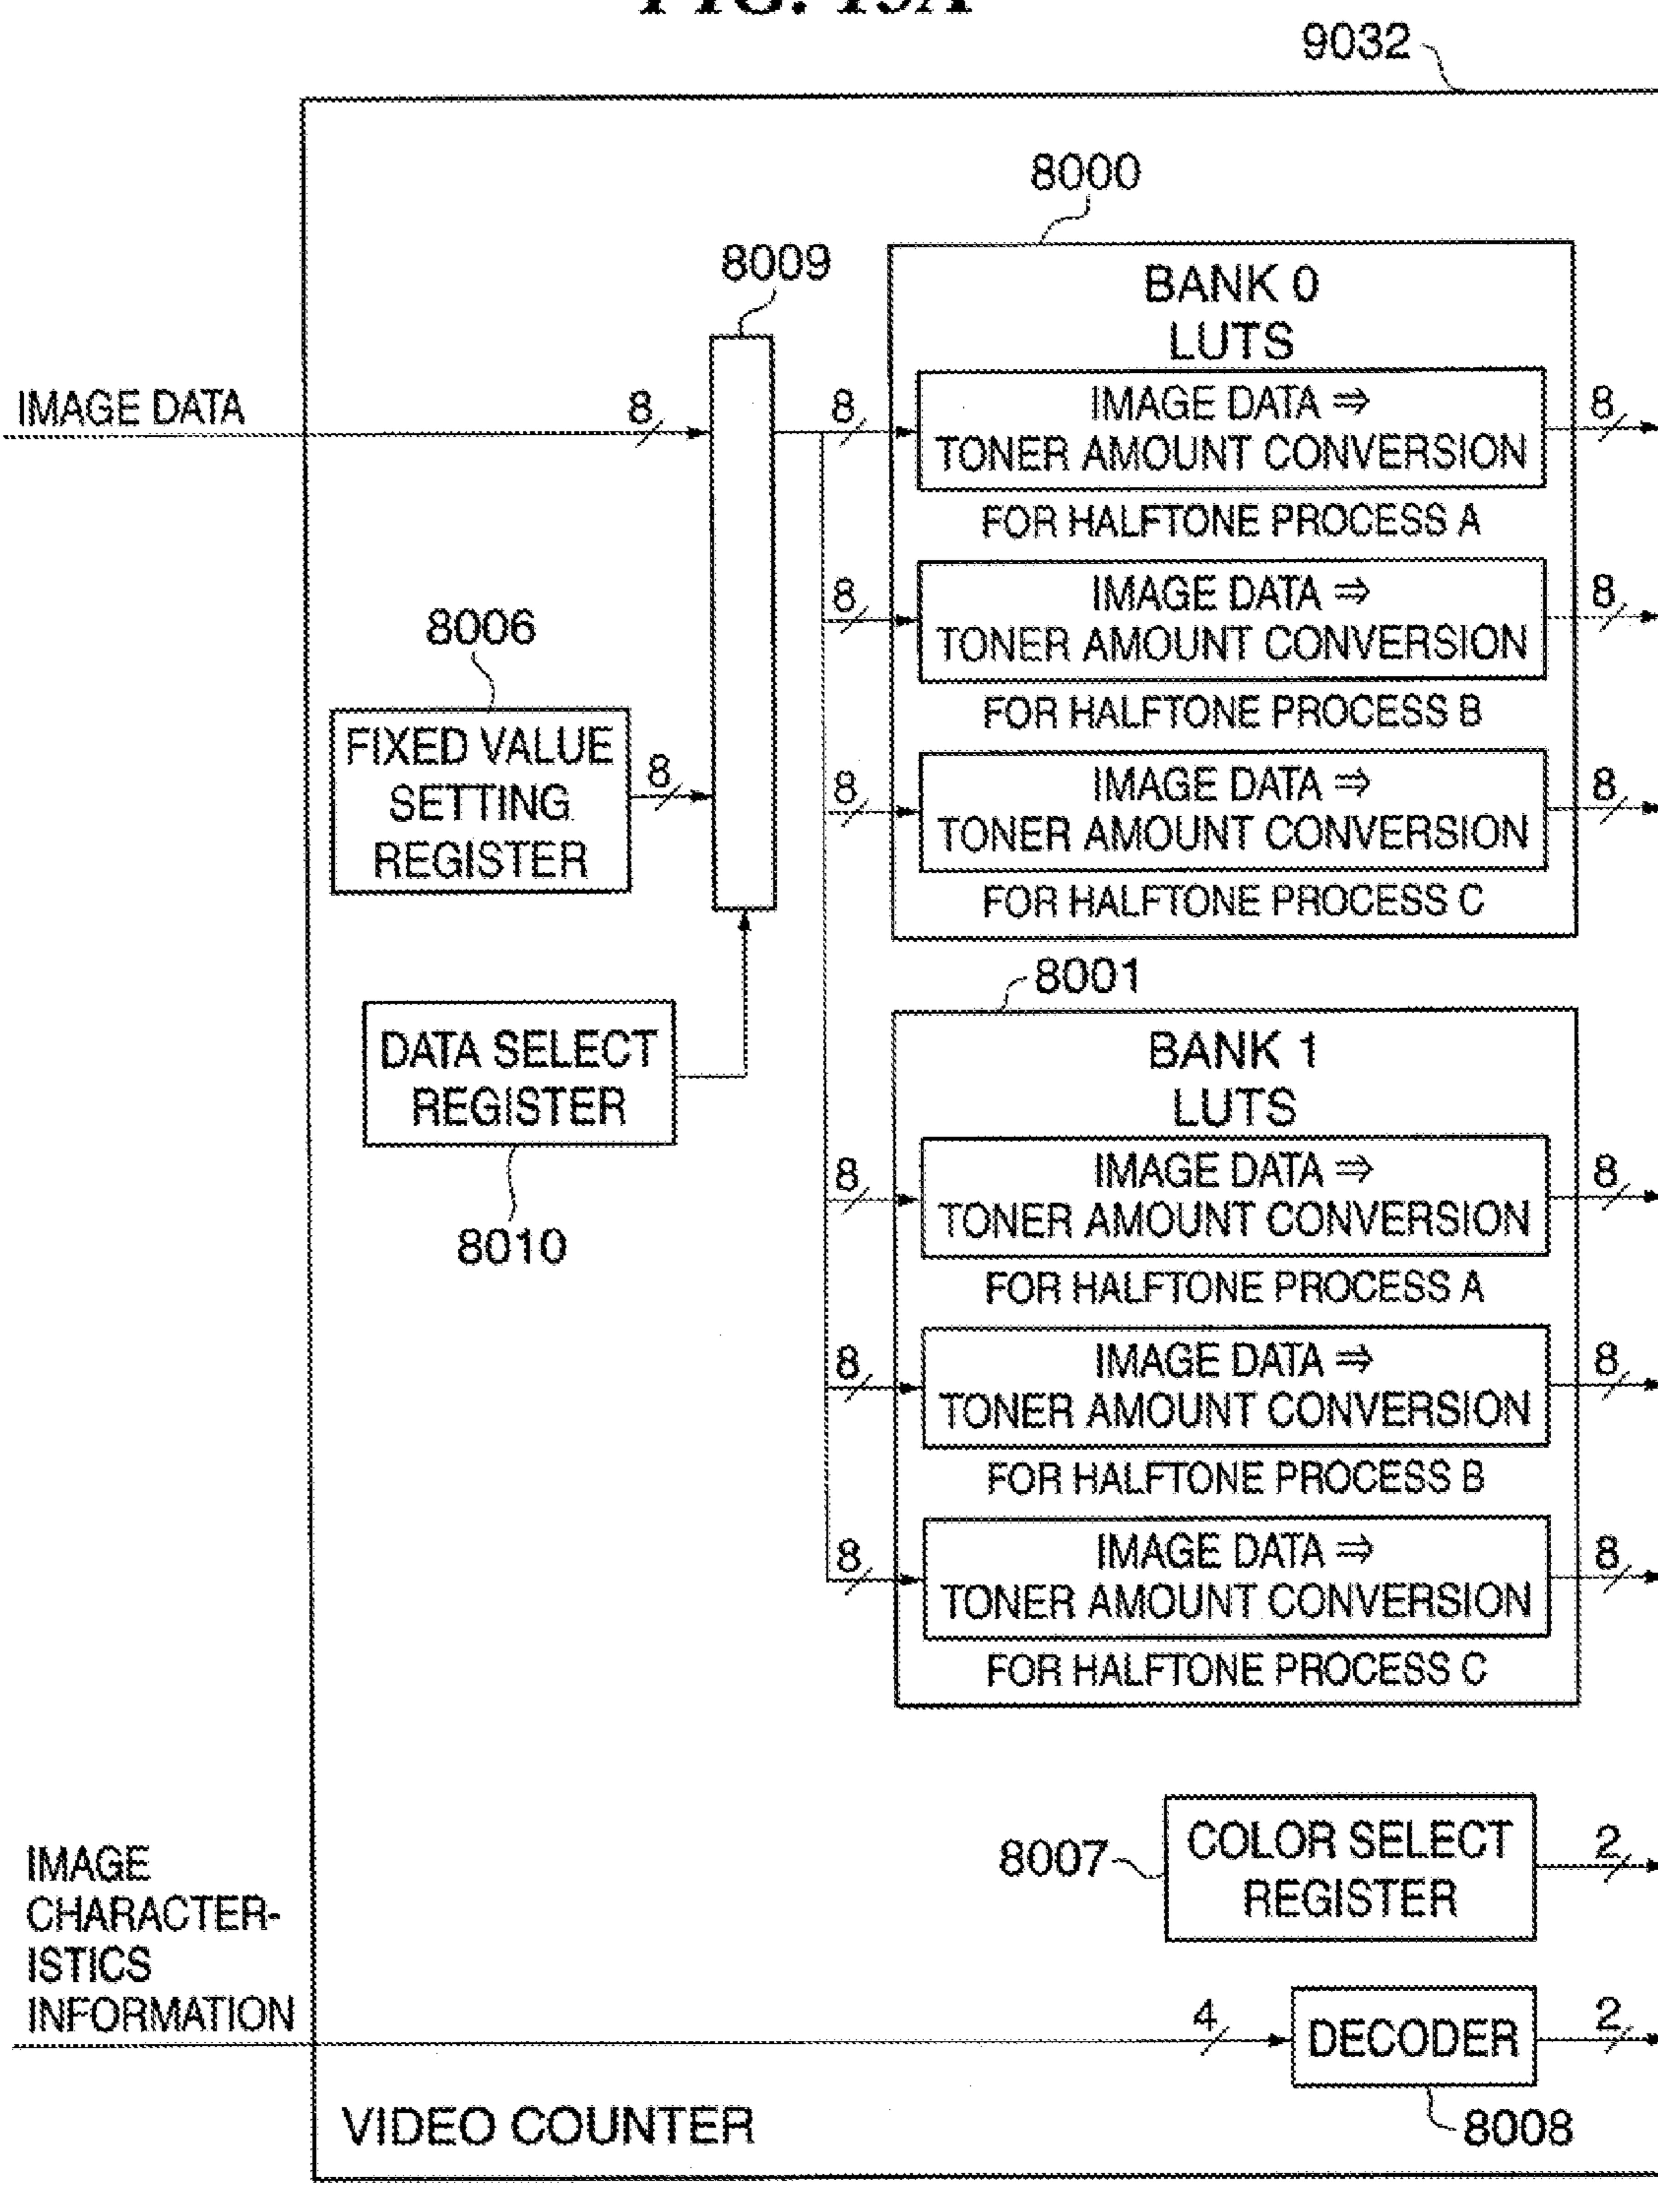 FIG. 15A
9032
8000
8009
BANK 0
LUTS
IMAGE DATA
8
8
IMAGE DATA ⇒
TONER AMOUNT CONVERSION
8
FOR HALFTONE PROCESS A
8
IMAGE DATA ⇒
TONER AMOUNT CONVERSION
8
FOR HALFTONE PROCESS B
8006
FIXED VALUE
SETTING
REGISTER
8
8
IMAGE DATA ⇒
TONER AMOUNT CONVERSION
8
FOR HALFTONE PROCESS C
8001
DATA SELECT
REGISTER
8010
BANK 1
LUTS
8
IMAGE DATA ⇒
TONER AMOUNT CONVERSION
8
FOR HALFTONE PROCESS A
8
IMAGE DATA ⇒
TONER AMOUNT CONVERSION
8
FOR HALFTONE PROCESS B
8
IMAGE DATA ⇒
TONER AMOUNT CONVERSION
8
FOR HALFTONE PROCESS C
8007
COLOR SELECT
REGISTER
2
IMAGE
CHARACTER-
ISTICS
INFORMATION
4
DECODER
2
8008
VIDEO COUNTER